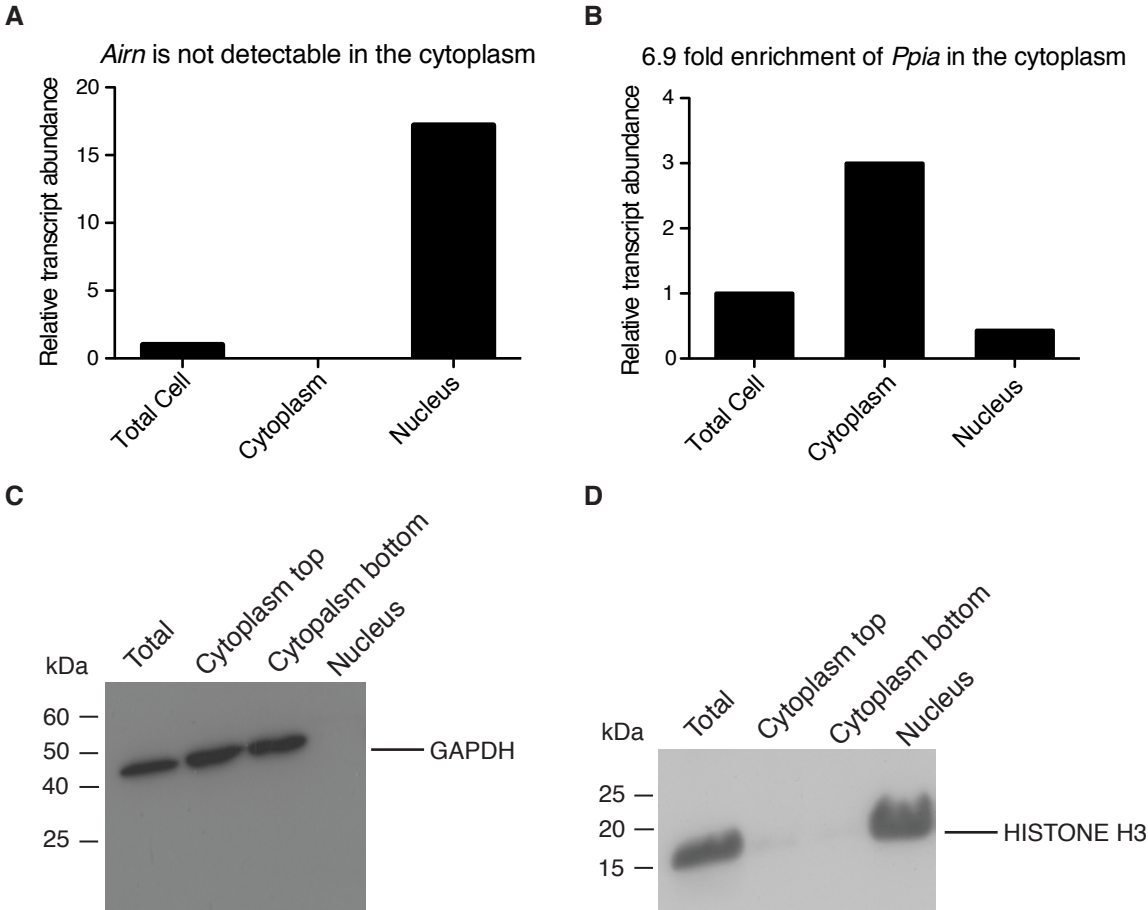 A
Airn is not detectable in the cytoplasm
Relative transcript abundance
20
15
10
5
0
Total Cell
Cytoplasm
Nucleus
B
6.9 fold enrichment of Ppia in the cytoplasm
Relative transcript abundance
4
3
2
1
0
Total Cell
Cytoplasm
Nucleus
C
Total
Cytoplasm top
Cytopalsm bottom
Nucleus
kDa
60
50
40
25
GAPDH
D
Total
Cytoplasm top
Cytoplasm bottom
Nucleus
kDa
25
20
15
HISTONE H3